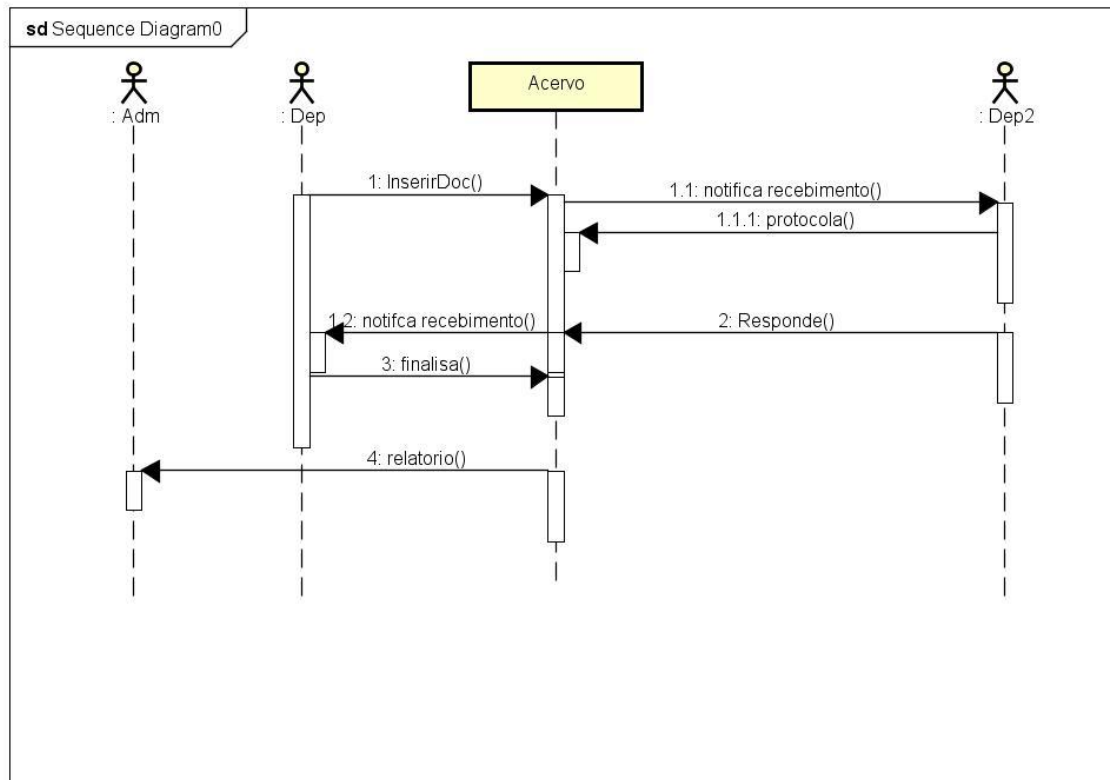 sd Sequence Diagram0
: Adm
: Dep
Acervo
: Dep2
1: InserirDoc()
1.1: notifica recebimento()
1.1.1: protocola()
1.2: notifca recebimento()
2: Responde()
3: finalisa()
4: relatorio()